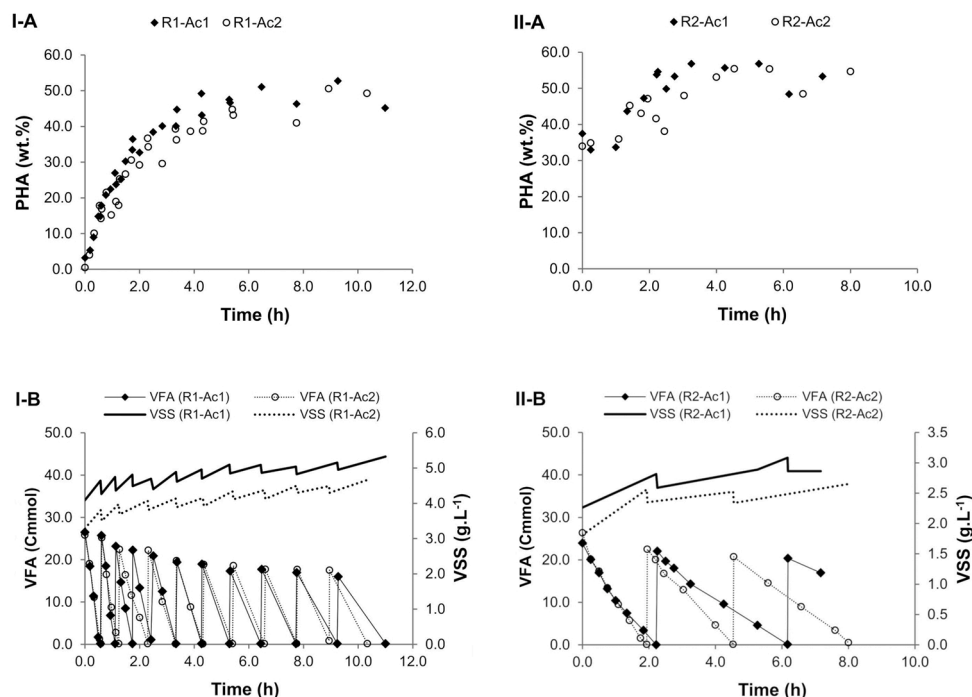 I-A
◆R1-Ac1 ○R1-Ac2
PHA (wt.%)
60.0
50.0
40.0
30.0
20.0
10.0
0.0
0.0 2.0 4.0 6.0 8.0 10.0 12.0
Time (h)
II-A
◆R2-Ac1 ○R2-Ac2
PHA (wt.%)
60.0
50.0
40.0
30.0
20.0
10.0
0.0
0.0 2.0 4.0 6.0 8.0 10.0
Time (h)
I-B
VFA (R1-Ac1) VFA (R1-Ac2)
VSS (R1-Ac1) VSS (R1-Ac2)
VFA (Cmmol)
50.0
40.0
30.0
20.0
10.0
0.0
6.0
5.0
4.0
3.0
2.0
1.0
0.0
VSS (g.L-1)
0.0 2.0 4.0 6.0 8.0 10.0 12.0
Time (h)
II-B
VFA (R2-Ac1) VFA (R2-Ac2)
VSS (R2-Ac1) VSS (R2-Ac2)
VFA (Cmmol)
50.0
40.0
30.0
20.0
10.0
0.0
3.5
3.0
2.5
2.0
1.5
1.0
0.5
0.0
VSS (g.L-1)
0.0 2.0 4.0 6.0 8.0 10.0
Time (h)